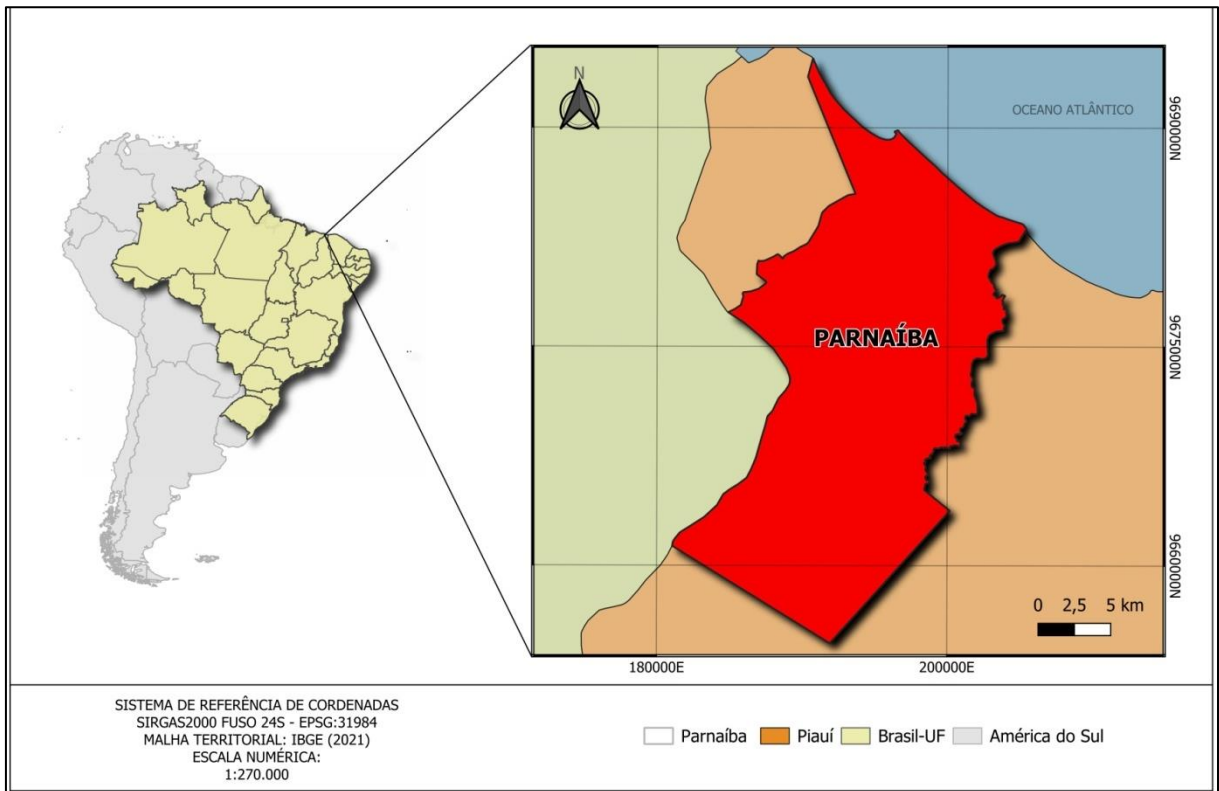 N
OCEANO ATLÂNTICO
9690000N
PARNAÍBA
9675000N
9660000N
0 2,5 5 km
180000E
200000E
SISTEMA DE REFERÊNCIA DE CORDENADAS
SIRGAS2000 FUSO 24S - EPSG:31984
MALHA TERRITORIAL: IBGE (2021)
ESCALA NUMÉRICA:
1:270.000
Parnaíba Piauí Brasil-UF América do Sul